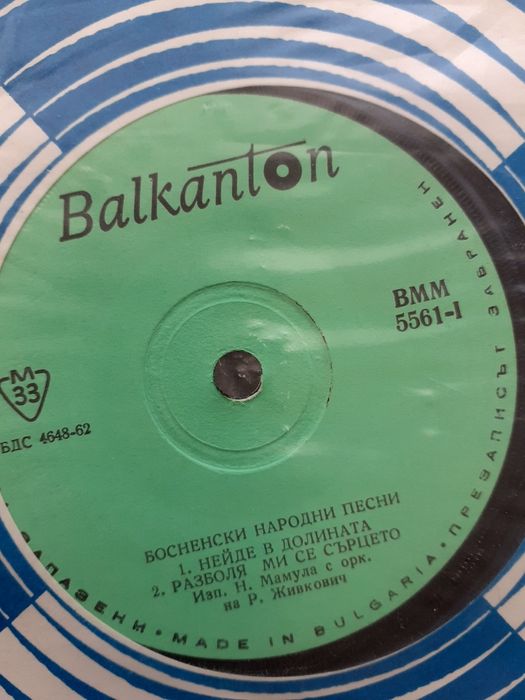 Balkanton
ВММ
5561-I
М
33
БДС 4648-62
БОСНЕНСКИ НАРОДНИ ПЕСНИ
1. НЕЙДЕ В ДОЛИНАТА
2. РАЗБОЛЯ МИ СЕ СЪРЦЕТО
Изп. Н. Мамула с орк.
на Р. Живкович
ЗАПАЗЕНИ • MADE IN BULGARIA • ПРЕЗАПИСЪТ ЗАБРАНЕН